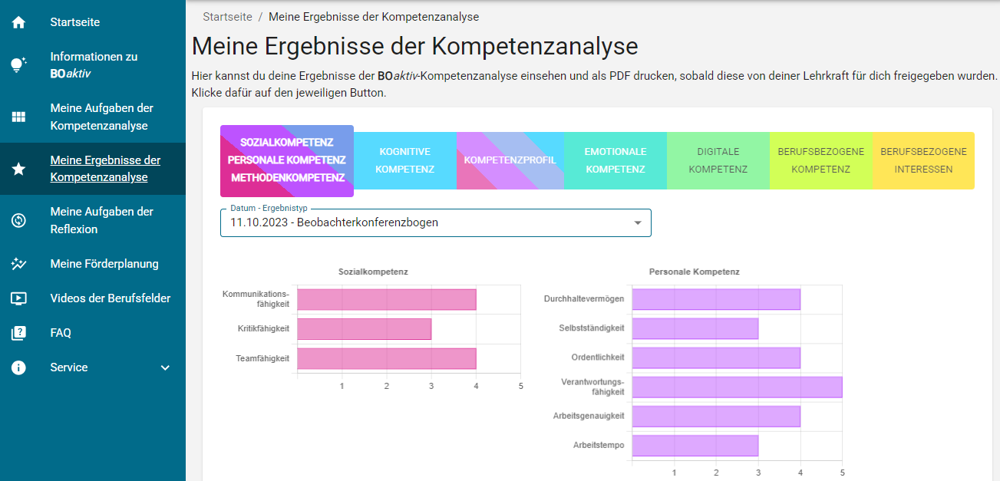 Startseite
Informationen zu
BOaktiv
Meine Aufgaben der
Kompetenzanalyse
Meine Ergebnisse der
Kompetenzanalyse
Meine Aufgaben der
Reflexion
Meine Förderplanung
Videos der Berufsfelder
FAQ
Service
Startseite / Meine Ergebnisse der Kompetenzanalyse
Meine Ergebnisse der Kompetenzanalyse
Hier kannst du deine Ergebnisse der BOaktiv-Kompetenzanalyse einsehen und als PDF drucken, sobald diese von deiner Lehrkraft für dich freigegeben wurden.
Klicke dafür auf den jeweiligen Button.
SOZIALKOMPETENZ
PERSONALE KOMPETENZ
METHODENKOMPETENZ
KOGNITIVE
KOMPETENZ
KOMPETENZPROFIL
EMOTIONALE
KOMPETENZ
DIGITALE
KOMPETENZ
BERUFSBEZOGENE
KOMPETENZ
BERUFSBEZOGENE
INTERESSEN
Datum - Ergebnistyp
11.10.2023 - Beobachterkonferenzbogen
Sozialkompetenz
Kommunikations-
fähigkeit
Kritikfähigkeit
Teamfähigkeit
1 2 3 4 5
Personale Kompetenz
Durchhaltevermögen
Selbstständigkeit
Ordentlichkeit
Verantwortungs-
fähigkeit
Arbeitsgenauigkeit
Arbeitstempo
1 2 3 4 5